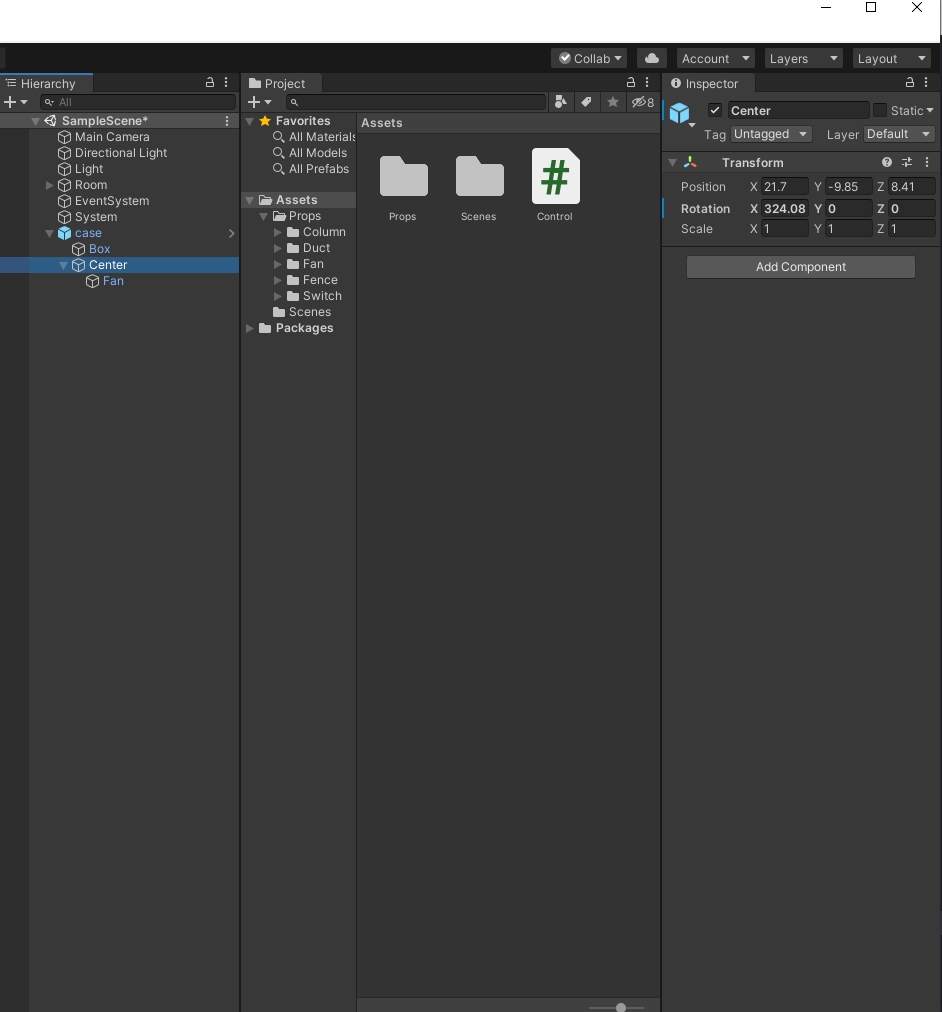 Collab
Account
Layers
Layout
Hierarchy
All
SampleScene*
Main Camera
Directional Light
Light
Room
EventSystem
System
case
Box
Center
Fan
Project
8
Favorites
All Materials
All Models
All Prefabs
Assets
Props
Column
Duct
Fan
Fence
Switch
Scenes
Packages
Assets
Props
Scenes
#
Control
Inspector
Center
Static
Tag Untagged Layer Default
Transform
Position X 21.7 Y -9.85 Z 8.41
Rotation X 324.08 Y 0 Z 0
Scale X 1 Y 1 Z 1
Add Component